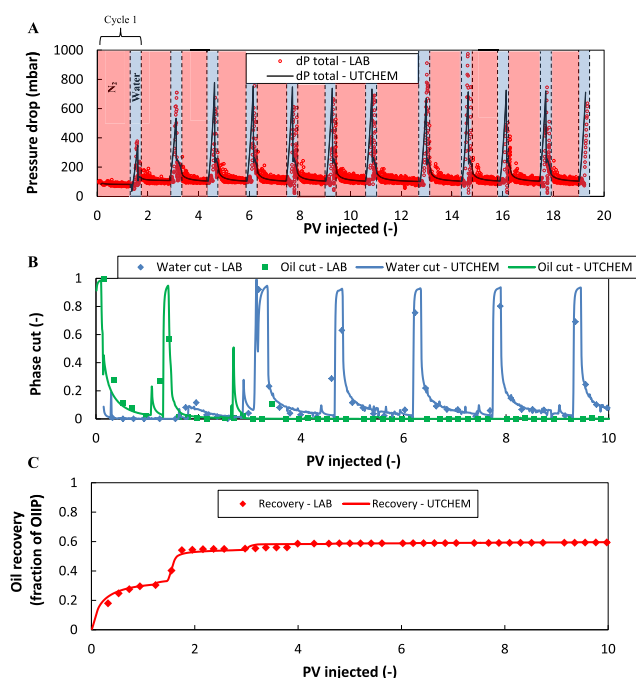 Cycle 1
A
Pressure drop (mbar)
1000
800
600
400
200
0
N₂
Water
dP total - LAB
dP total - UTCHEM
0 2 4 6 8 10 12 14 16 18 20
PV injected (-)
B
Water cut - LAB Oil cut - LAB Water cut - UTCHEM Oil cut - UTCHEM
Phase cut (-)
1
0.8
0.6
0.4
0.2
0
0 2 4 6 8 10
PV injected (-)
C
Oil recovery
(fraction of OIIP)
1
0.8
0.6
0.4
0.2
0
Recovery - LAB Recovery - UTCHEM
0 2 4 6 8 10
PV injected (-)